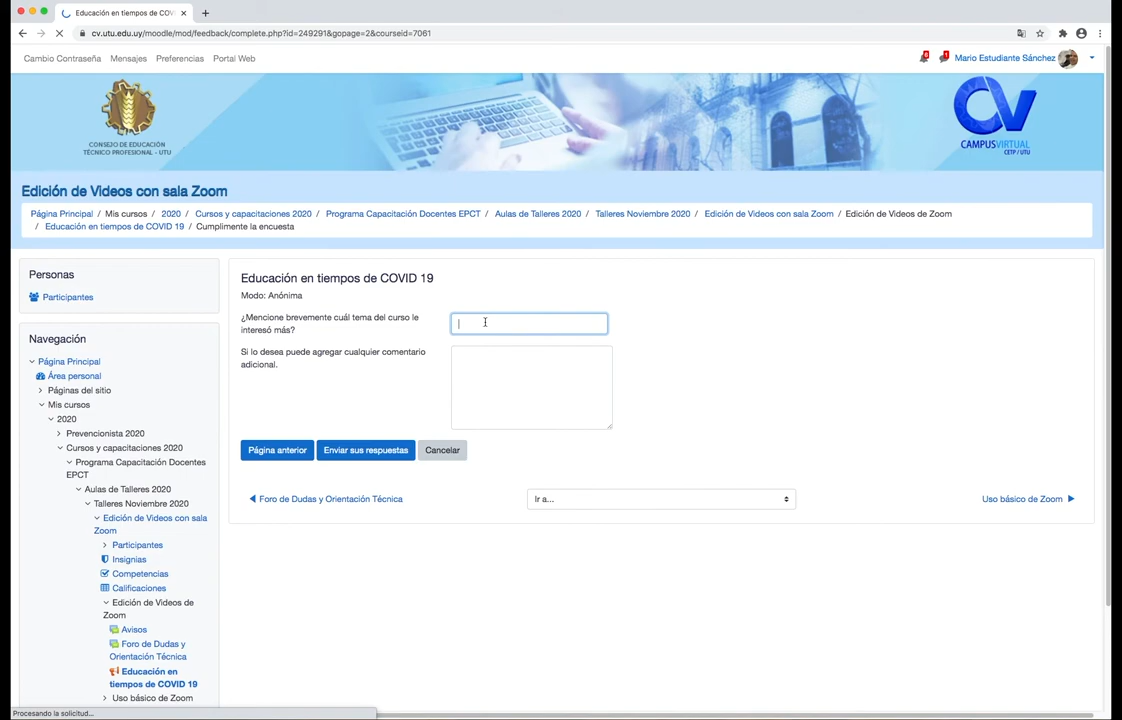 Educación en tiempos de COV
cv.utu.edu.uy/moodle/mod/feedback/complete.php?id=249291&gopage=2&courseid=7061
Cambio Contraseña Mensajes Preferencias Portal Web
6 1 Mario Estudiante Sánchez
CONSEJO DE EDUCACIÓN
TÉCNICO PROFESIONAL - UTU
CV
CAMPUSVIRTUAL
CETP / UTU
Edición de Videos con sala Zoom
Página Principal / Mis cursos / 2020 / Cursos y capacitaciones 2020 / Programa Capacitación Docentes EPCT / Aulas de Talleres 2020 / Talleres Noviembre 2020 / Edición de Videos con sala Zoom / Edición de Videos de Zoom
/ Educación en tiempos de COVID 19 / Cumplimente la encuesta
Personas
Participantes
Navegación
Página Principal
Área personal
Páginas del sitio
Mis cursos
2020
Prevencionista 2020
Cursos y capacitaciones 2020
Programa Capacitación Docentes
EPCT
Aulas de Talleres 2020
Talleres Noviembre 2020
Edición de Videos con sala
Zoom
Participantes
Insignias
Competencias
Calificaciones
Edición de Videos de
Zoom
Avisos
Foro de Dudas y
Orientación Técnica
Educación en
tiempos de COVID 19
Uso básico de Zoom
Educación en tiempos de COVID 19
Modo: Anónima
¿Mencione brevemente cuál tema del curso le
interesó más?
Si lo desea puede agregar cualquier comentario
adicional.
Página anterior Enviar sus respuestas Cancelar
Foro de Dudas y Orientación Técnica Ir a... Uso básico de Zoom
Procesando la solicitud...